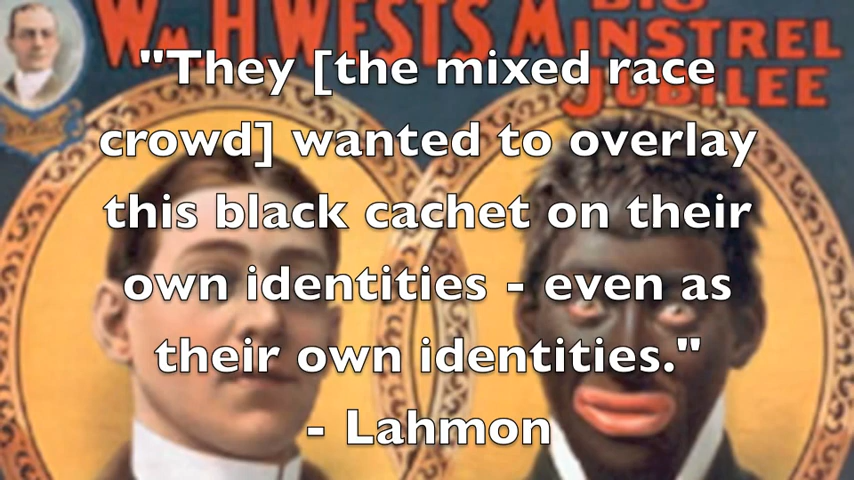 BIG
WM H WEST'S MINSTREL
JUBILEE
"They [the mixed race
crowd] wanted to overlay
this black cachet on their
own identities - even as
their own identities."
- Lahmon